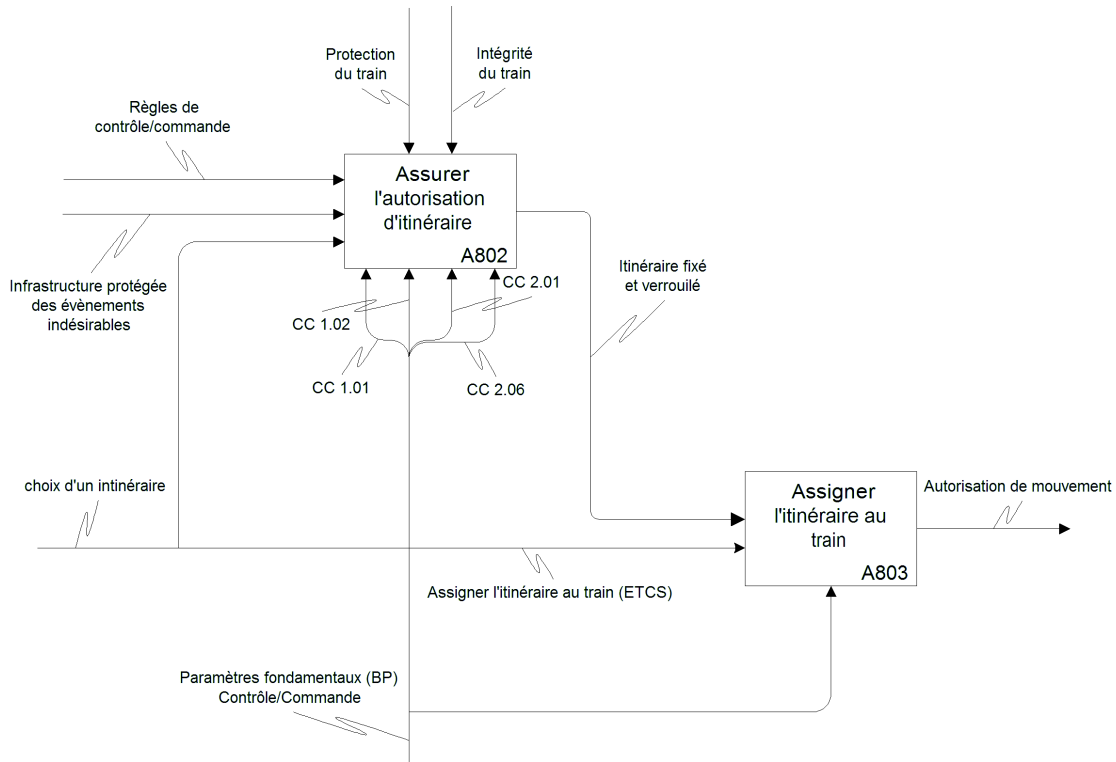 Protection
du train
Intégrité
du train
Règles de
contrôle/commande
Assurer
l'autorisation
d'itinéraire
A802
Infrastructure protégée
des évènements
indésirables
CC 1.02
CC 2.01
CC 1.01
CC 2.06
Itinéraire fixé
et verrouilé
choix d'un intinéraire
Assigner
l'itinéraire au
train
A803
Autorisation de mouvement
Assigner l'itinéraire au train (ETCS)
Paramètres fondamentaux (BP)
Contrôle/Commande